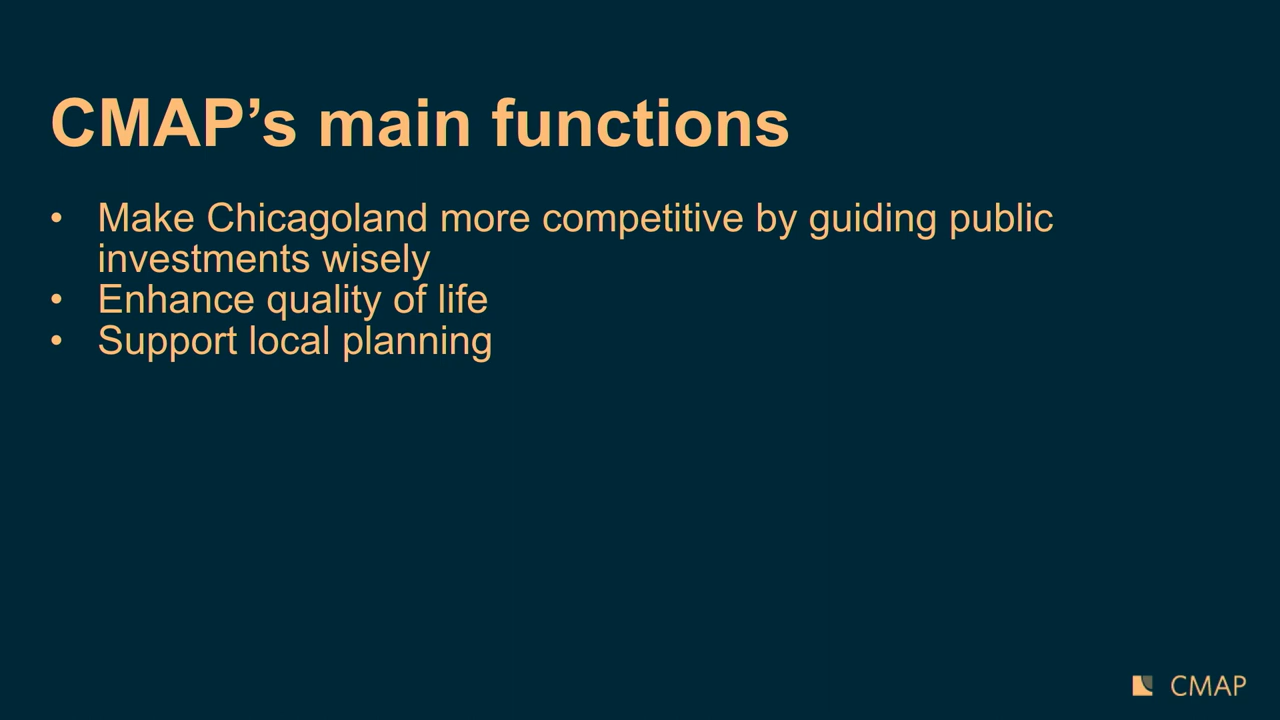 CMAP’s main functions
• Make Chicagoland more competitive by guiding public
investments wisely
• Enhance quality of life
• Support local planning
CMAP